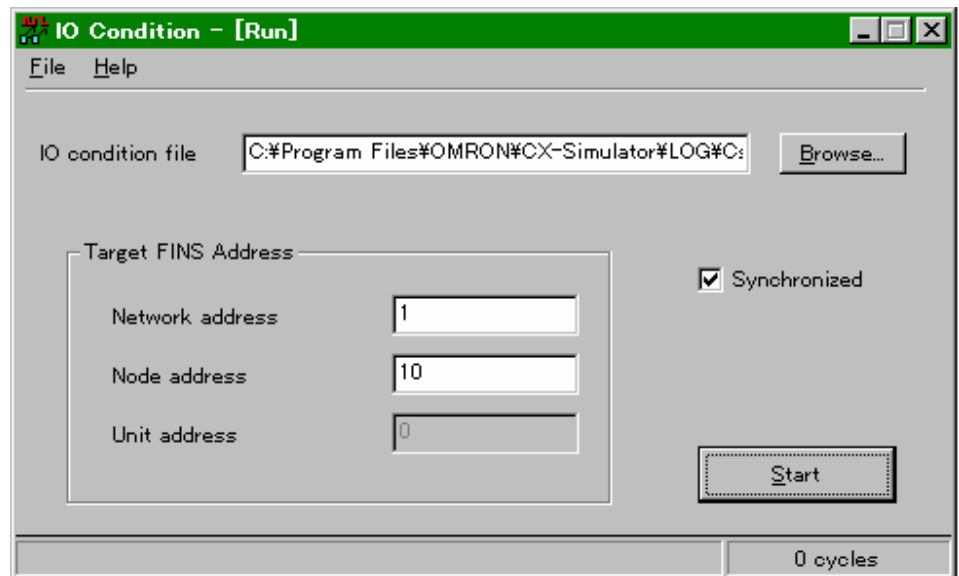 IO Condition - [Run]
File Help
IO condition file C:¥Program Files¥OMRON¥CX-Simulator¥LOG¥Cs Browse...
Target FINS Address
Synchronized
Network address 1
Node address 10
Unit address 0
Start
0 cycles